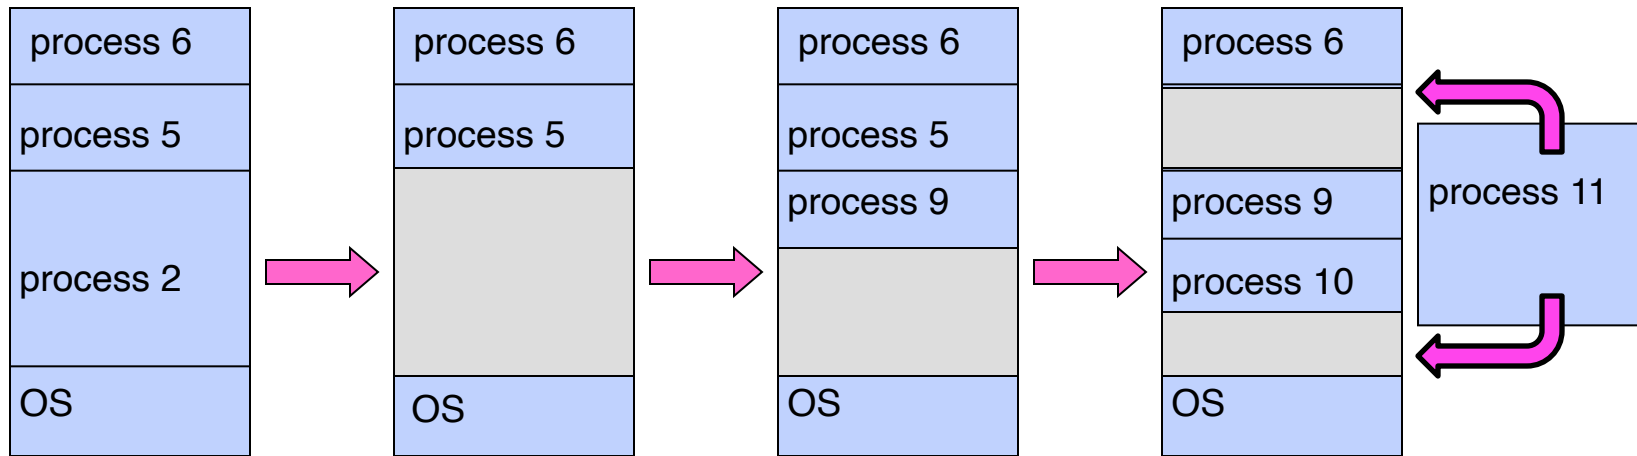 process 6
process 5
process 2
OS
process 6
process 5
OS
process 6
process 5
process 9
OS
process 6
process 9
process 10
OS
process 11